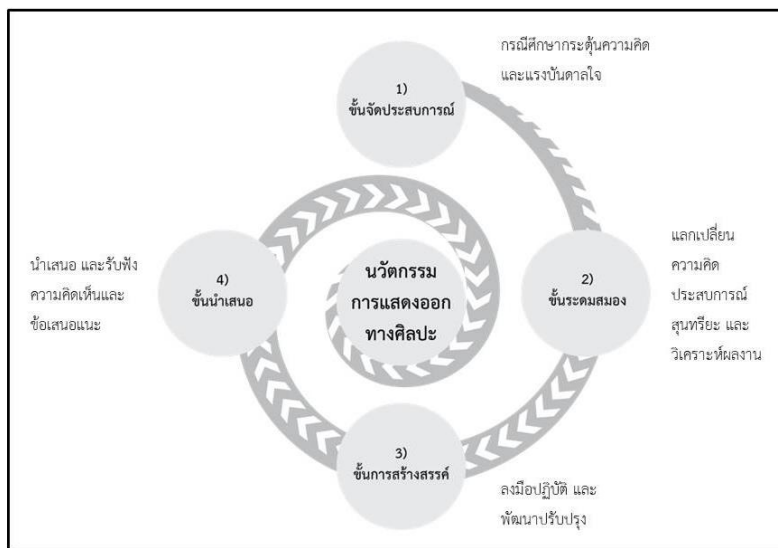 กรณีศึกษากระตุ้นความคิด
และแรงบันดาลใจ
1)
ขั้นจัดประสบการณ์
แลกเปลี่ยน
ความคิด
ประสบการณ์
สุนทรียะ และ
วิเคราะห์ผลงาน
2)
ขั้นระดมสมอง
3)
ขั้นการสร้างสรรค์
ลงมือปฏิบัติ และ
พัฒนาปรับปรุง
4)
ขั้นนำเสนอ
นำเสนอ และรับฟัง
ความคิดเห็นและ
ข้อเสนอแนะ
นวัตกรรม
การแสดงออก
ทางศิลปะ